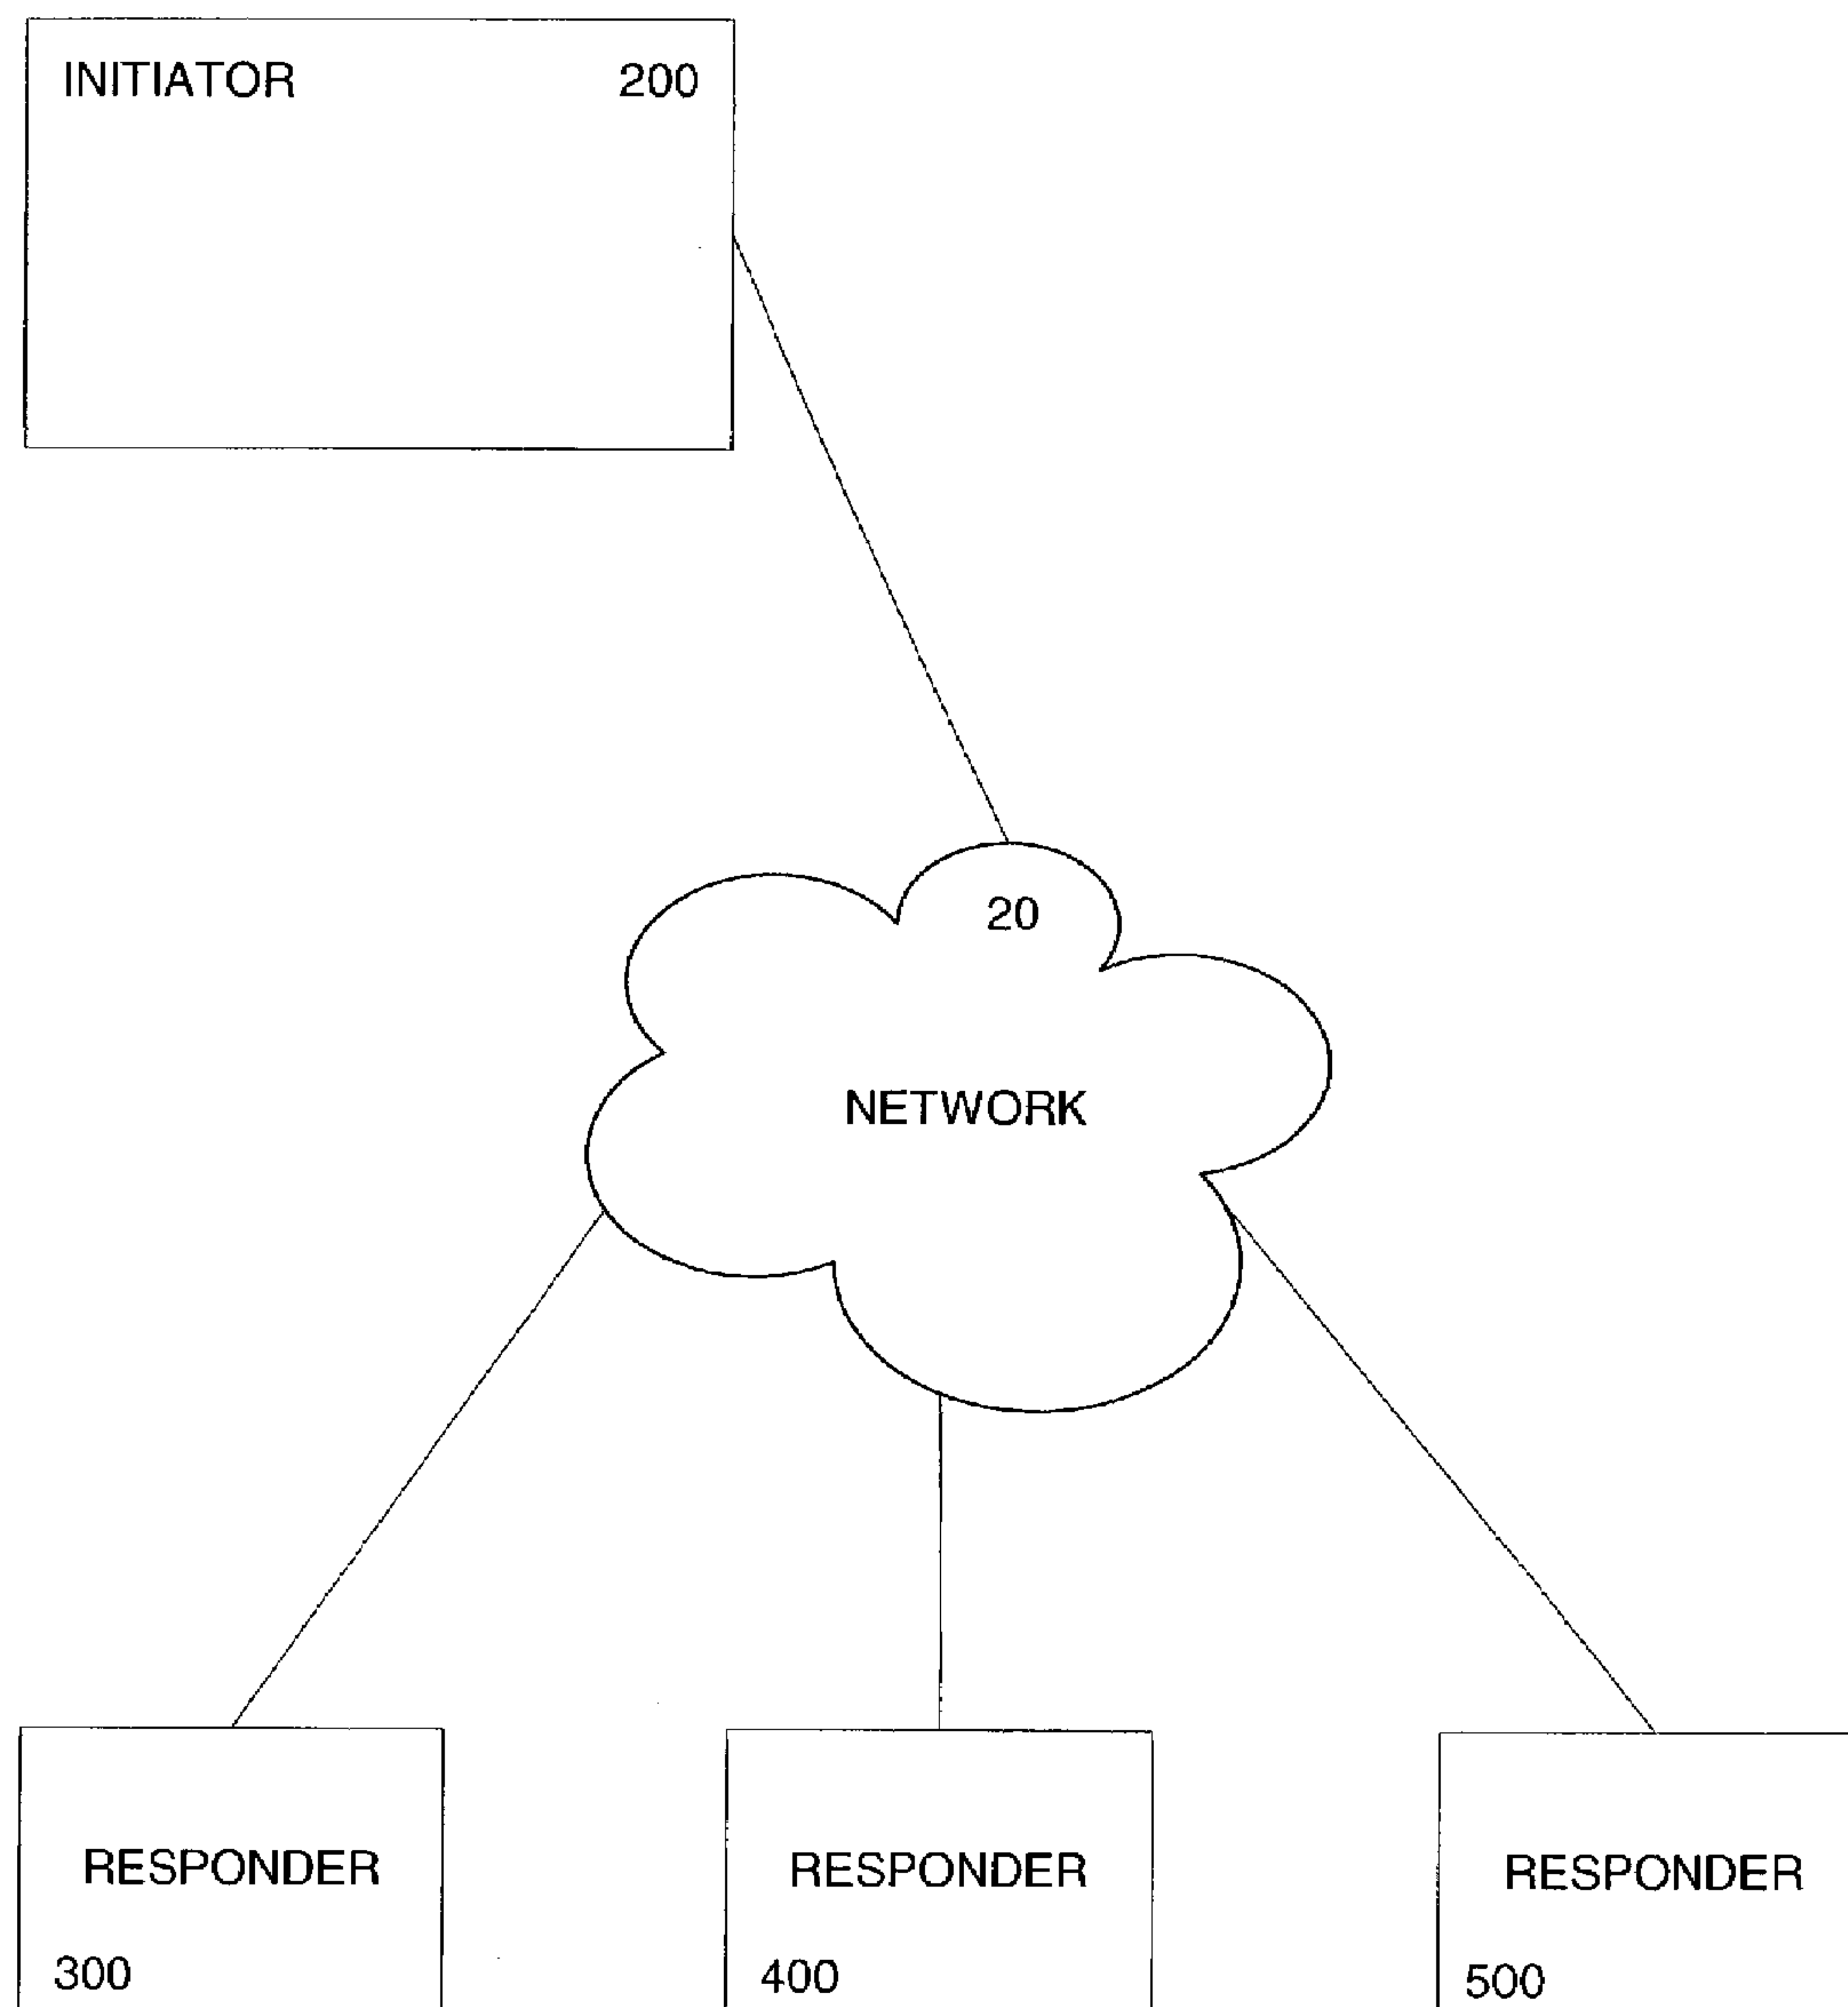 INITIATOR 200
20
NETWORK
RESPONDER RESPONDER RESPONDER
300 400 500